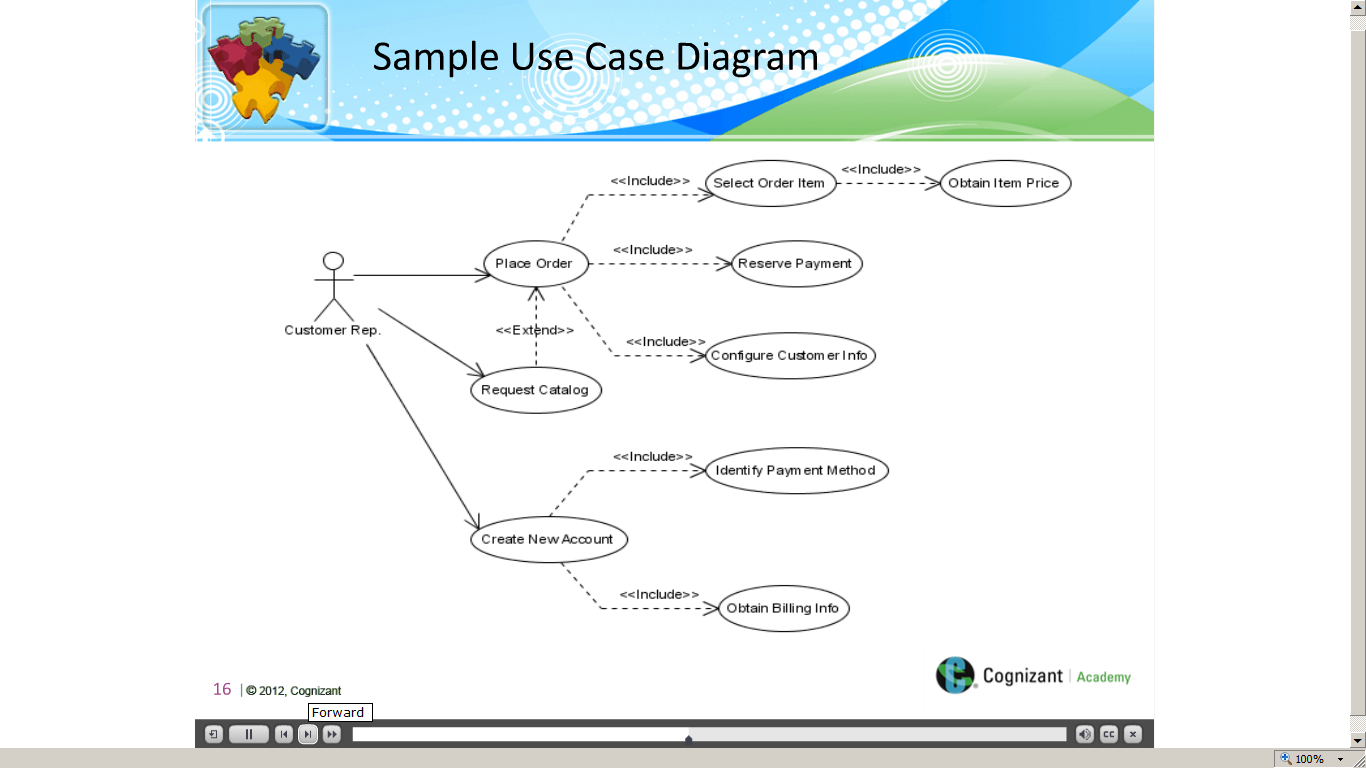 Sample Use Case Diagram
<<Include>>
Select Order Item
<<Include>>
Obtain Item Price
Place Order
<<Include>>
Reserve Payment
Customer Rep.
<<Extend>>
<<Include>>
Configure Customer Info
Request Catalog
<<Include>>
Identify Payment Method
Create New Account
<<Include>>
Obtain Billing Info
16 | © 2012, Cognizant
Cognizant | Academy
Forward
CC
100%